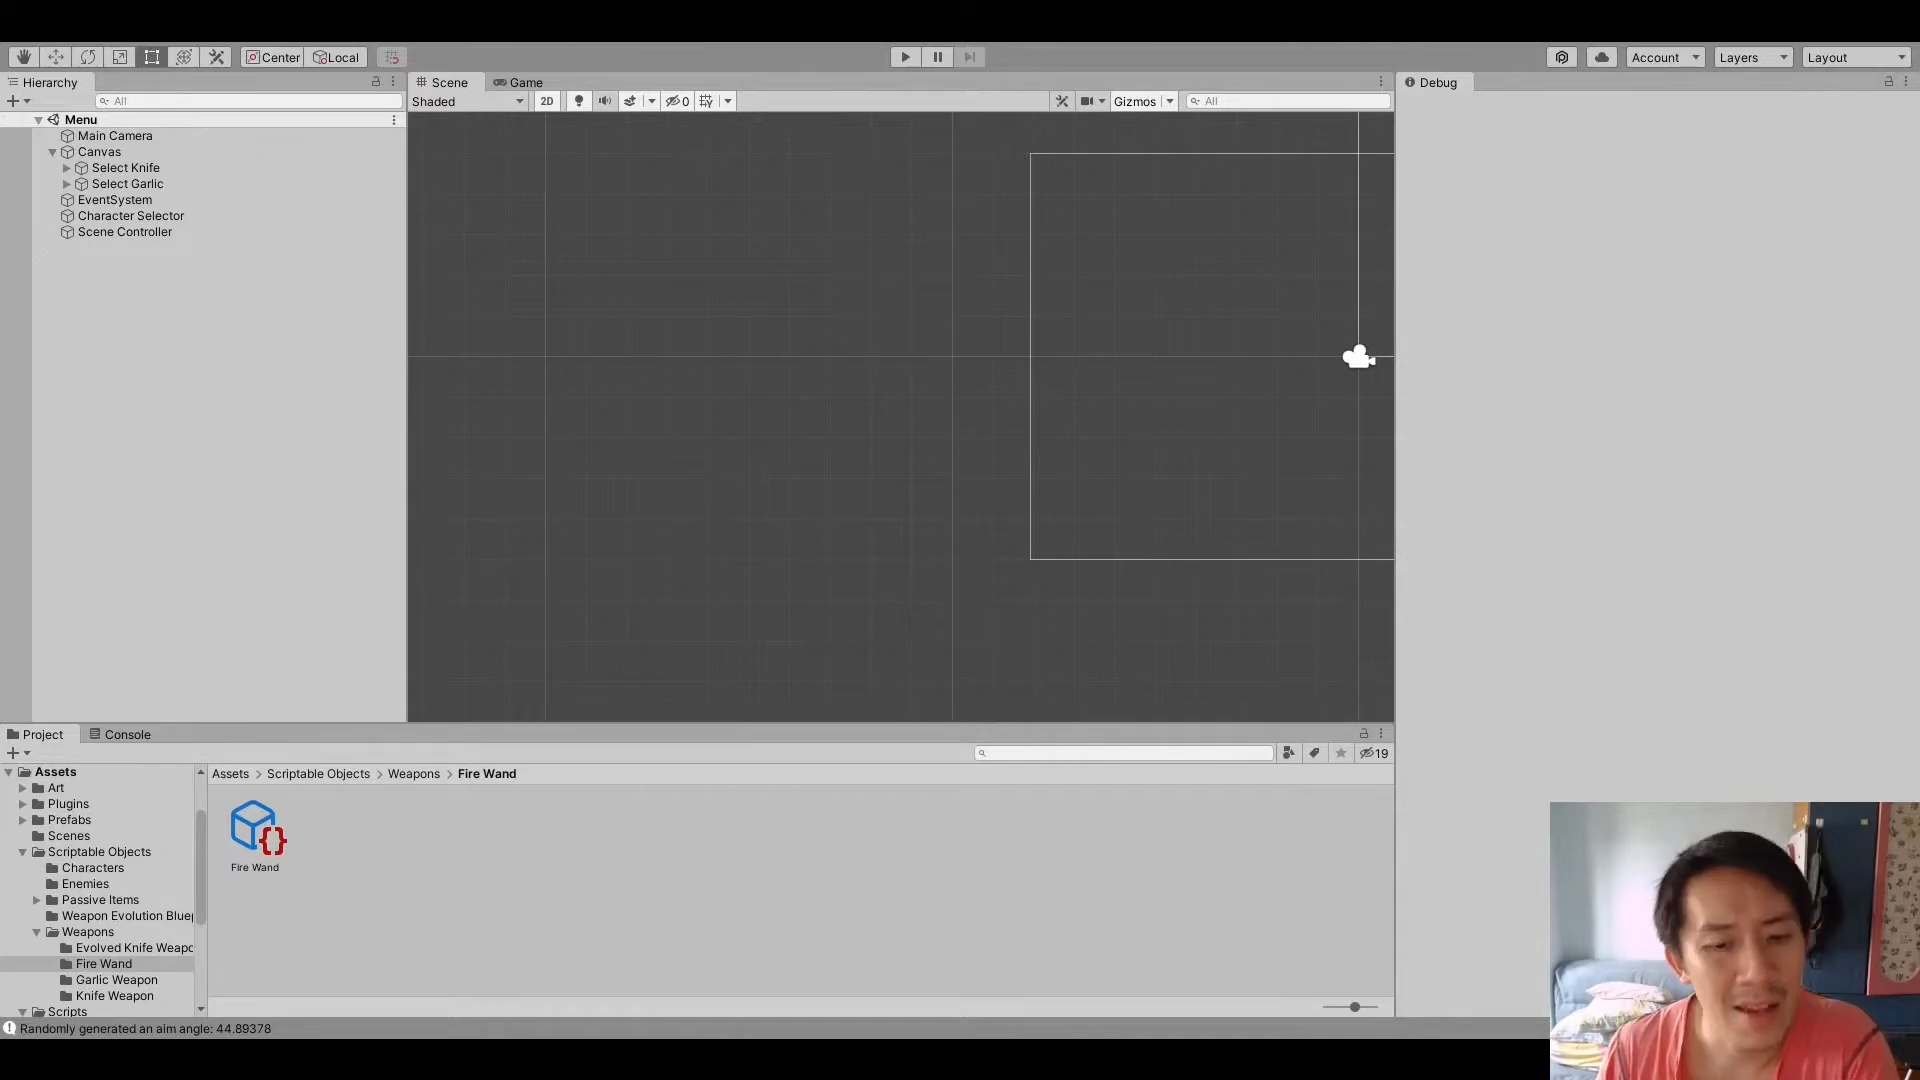 Center Local
Account Layers Layout
Hierarchy Scene Game Debug
All Shaded 2D 0 Gizmos All
Menu
Main Camera
Canvas
Select Knife
Select Garlic
EventSystem
Character Selector
Scene Controller
Project Console
19
Assets
Assets > Scriptable Objects > Weapons > Fire Wand
Art
Plugins
Prefabs
Scenes
Scriptable Objects
Characters
Enemies
Passive Items
Weapon Evolution Bluep
Weapons
Evolved Knife Weapo
Fire Wand
Garlic Weapon
Knife Weapon
Scripts
{}
Fire Wand
Randomly generated an aim angle: 44.89378